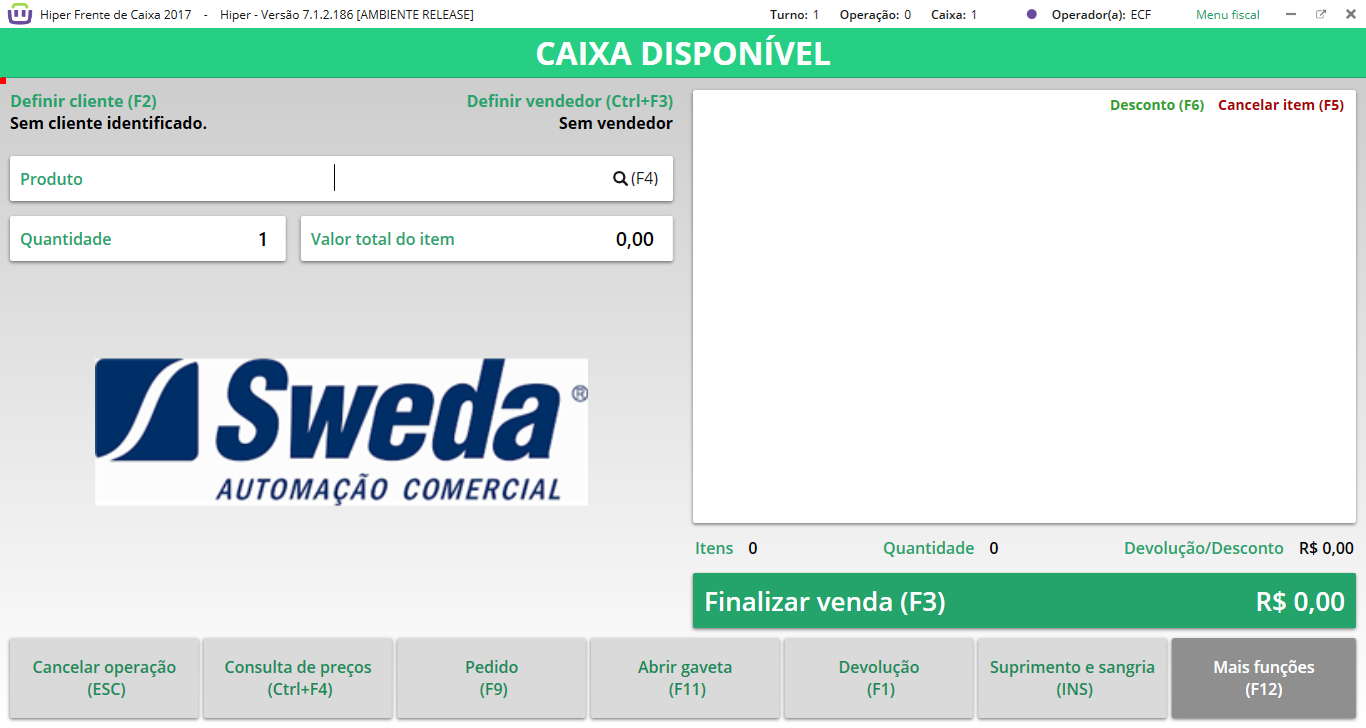 Hiper Frente de Caixa 2017 - Hiper - Versão 7.1.2.186 [AMBIENTE RELEASE] Turno: 1 Operação: 0 Caixa: 1 Operador(a): ECF Menu fiscal
CAIXA DISPONÍVEL
Definir cliente (F2) Definir vendedor (Ctrl+F3)
Sem cliente identificado. Sem vendedor
Desconto (F6) Cancelar item (F5)
Produto (F4)
Quantidade 1 Valor total do item 0,00
Sweda ®
AUTOMAÇÃO COMERCIAL
Itens 0 Quantidade 0 Devolução/Desconto R$ 0,00
Finalizar venda (F3) R$ 0,00
Cancelar operação (ESC)
Consulta de preços (Ctrl+F4)
Pedido (F9)
Abrir gaveta (F11)
Devolução (F1)
Suprimento e sangria (INS)
Mais funções (F12)